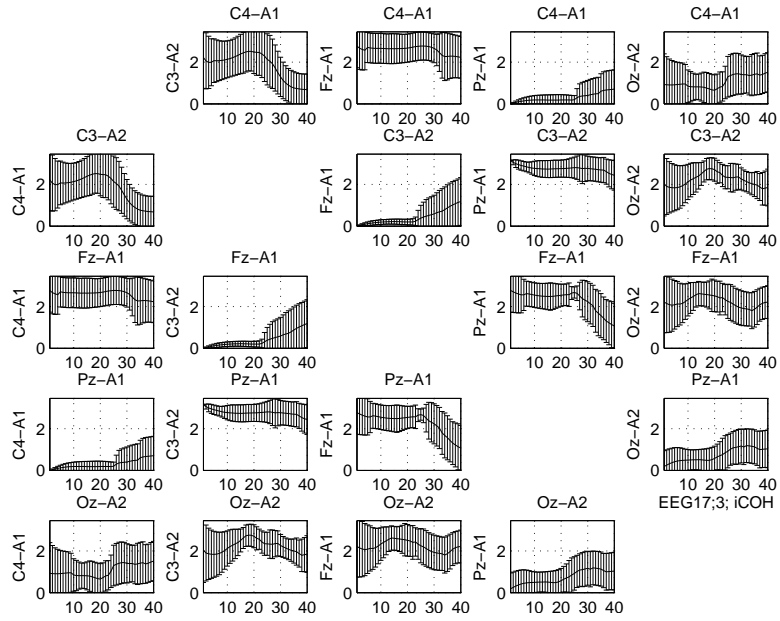 C4−A1 C4−A1 C4−A1 C4−A1
C3−A2 0 2 10 20 30 40
Fz−A1 0 2 10 20 30 40
Pz−A1 0 2 10 20 30 40
Oz−A2 0 2 10 20 30 40
C3−A2 C3−A2 C3−A2 C3−A2
C4−A1 0 2 10 20 30 40
Fz−A1 0 2 10 20 30 40
Pz−A1 0 2 10 20 30 40
Oz−A2 0 2 10 20 30 40
Fz−A1 Fz−A1 Fz−A1 Fz−A1
C4−A1 0 2 10 20 30 40
C3−A2 0 2 10 20 30 40
Pz−A1 0 2 10 20 30 40
Oz−A2 0 2 10 20 30 40
Pz−A1 Pz−A1 Pz−A1 Pz−A1
C4−A1 0 2 10 20 30 40
C3−A2 0 2 10 20 30 40
Fz−A1 0 2 10 20 30 40
Oz−A2 0 2 10 20 30 40
Oz−A2 Oz−A2 Oz−A2 Oz−A2 EEG17;3; iCOH
C4−A1 0 2 10 20 30 40
C3−A2 0 2 10 20 30 40
Fz−A1 0 2 10 20 30 40
Pz−A1 0 2 10 20 30 40